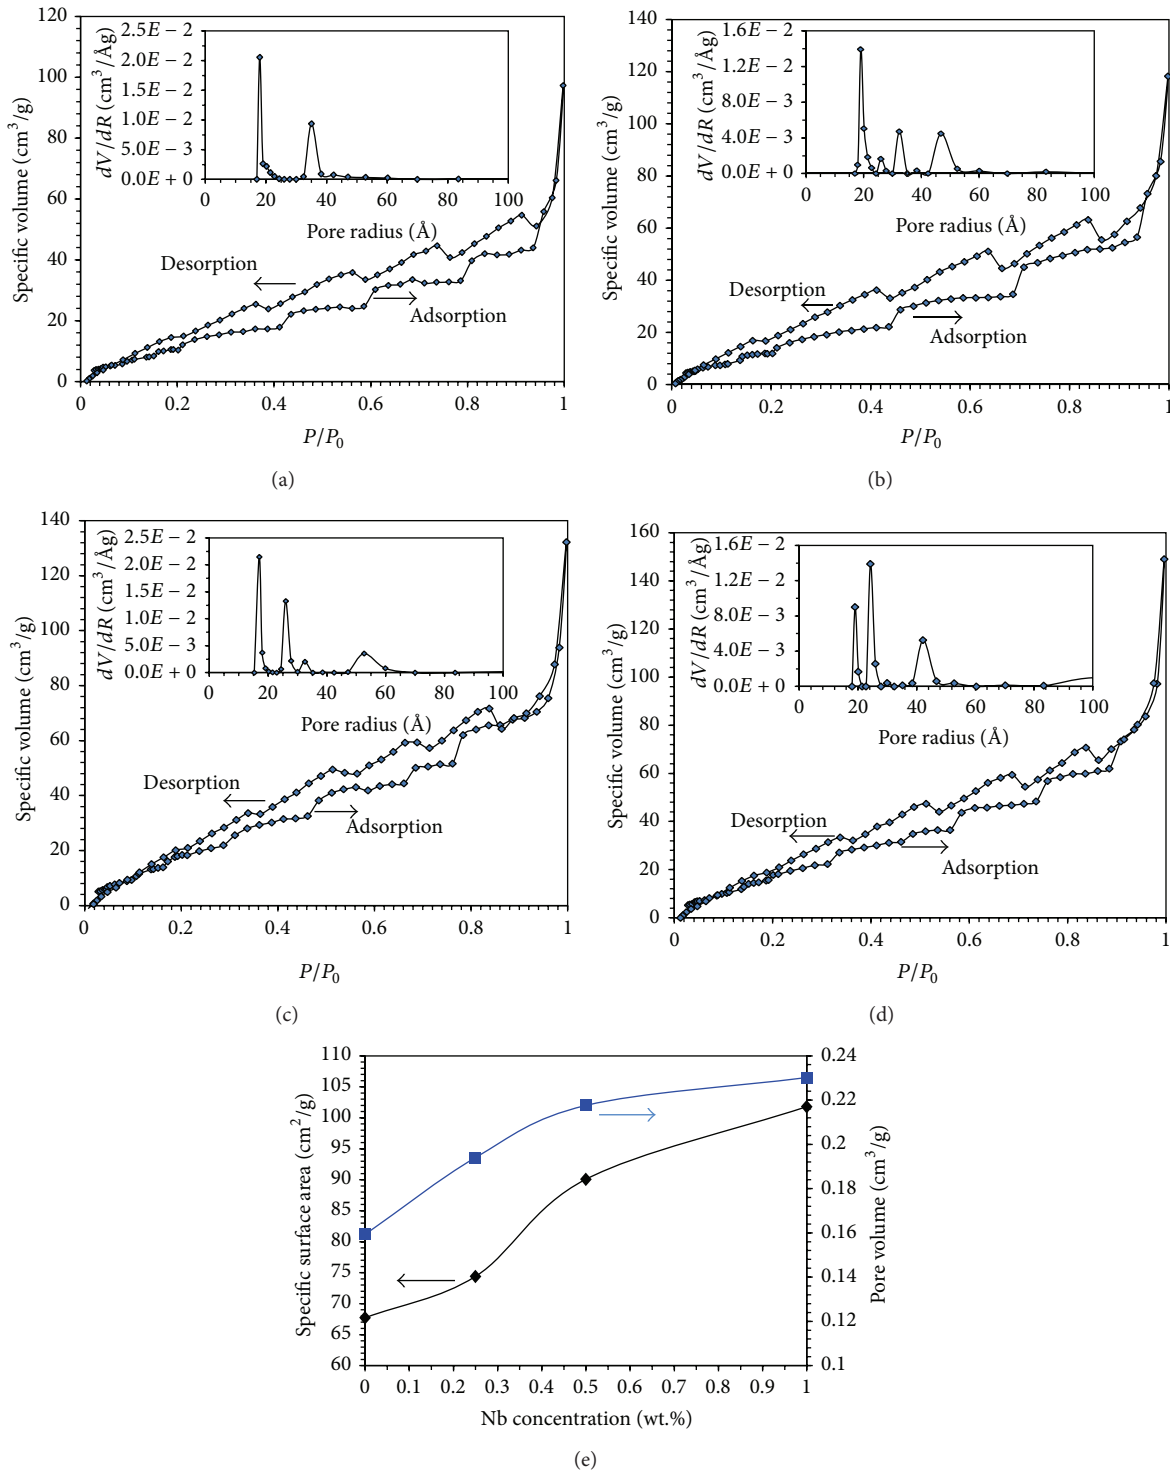 120
100
80
60
40
20
0
Specific volume (cm³/g)
0 0.2 0.4 0.6 0.8 1
P/P₀
2.5E − 2
2.0E − 2
1.5E − 2
1.0E − 2
5.0E − 3
0.0E + 0
dV/dR (cm³/Åg)
0 20 40 60 80 100
Pore radius (Å)
Desorption
Adsorption
(a)
140
120
100
80
60
40
20
0
Specific volume (cm³/g)
0 0.2 0.4 0.6 0.8 1
P/P₀
1.6E − 2
1.2E − 2
8.0E − 3
4.0E − 3
0.0E + 0
dV/dR (cm³/Åg)
0 20 40 60 80 100
Pore radius (Å)
Desorption
Adsorption
(b)
140
120
100
80
60
40
20
0
Specific volume (cm³/g)
0 0.2 0.4 0.6 0.8 1
P/P₀
2.5E − 2
2.0E − 2
1.5E − 2
1.0E − 2
5.0E − 3
0.0E + 0
dV/dR (cm³/Åg)
0 20 40 60 80 100
Pore radius (Å)
Desorption
Adsorption
(c)
160
140
120
100
80
60
40
20
0
Specific volume (cm³/g)
0 0.2 0.4 0.6 0.8 1
P/P₀
1.6E − 2
1.2E − 2
8.0E − 3
4.0E − 3
0.0E + 0
dV/dR (cm³/Åg)
0 20 40 60 80 100
Pore radius (Å)
Desorption
Adsorption
(d)
110
105
100
95
90
85
80
75
70
65
60
Specific surface area (cm²/g)
0.24
0.22
0.2
0.18
0.16
0.14
0.12
0.1
Pore volume (cm³/g)
0 0.1 0.2 0.3 0.4 0.5 0.6 0.7 0.8 0.9 1
Nb concentration (wt.%)
(e)